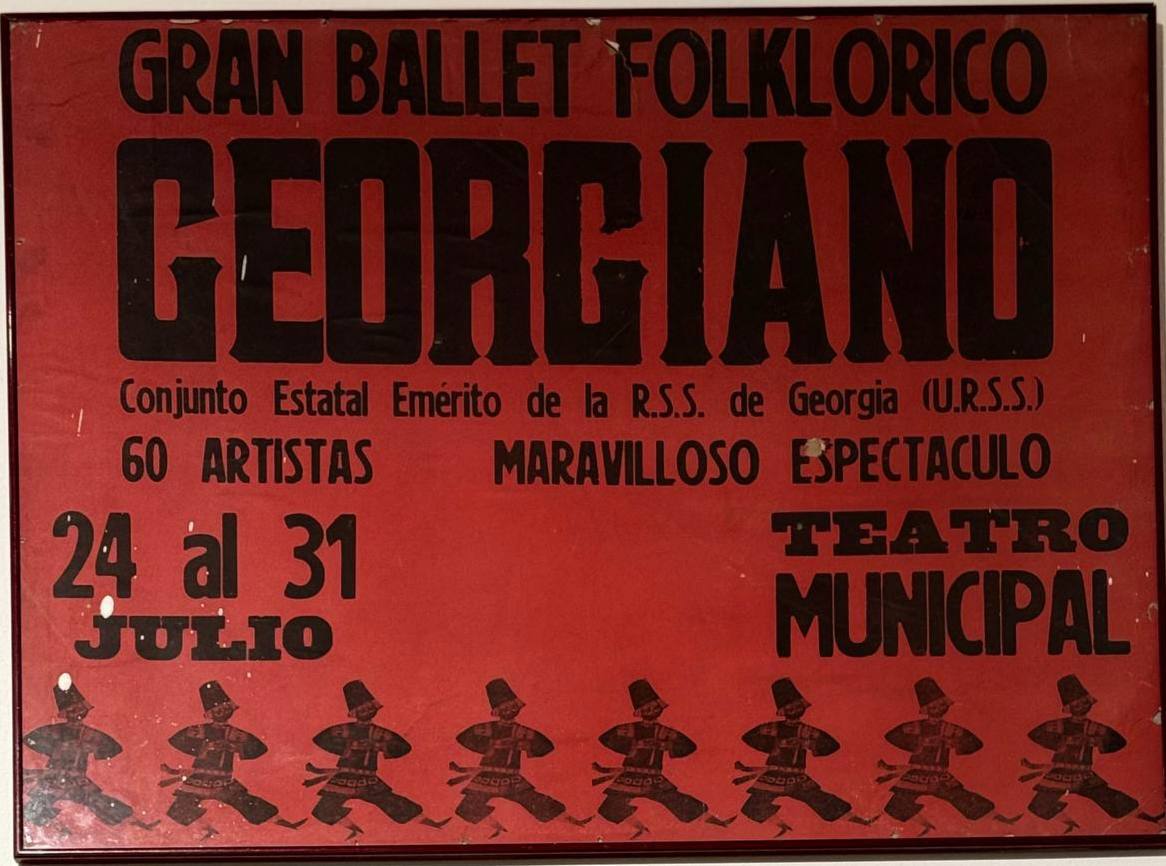 GRAN BALLET FOLKLORICO
GEORGIANO
Conjunto Estatal Emérito de la R.S.S. de Georgia (U.R.S.S.)
60 ARTISTAS MARAVILLOSO ESPECTACULO
24 al 31
JULIO
TEATRO
MUNICIPAL